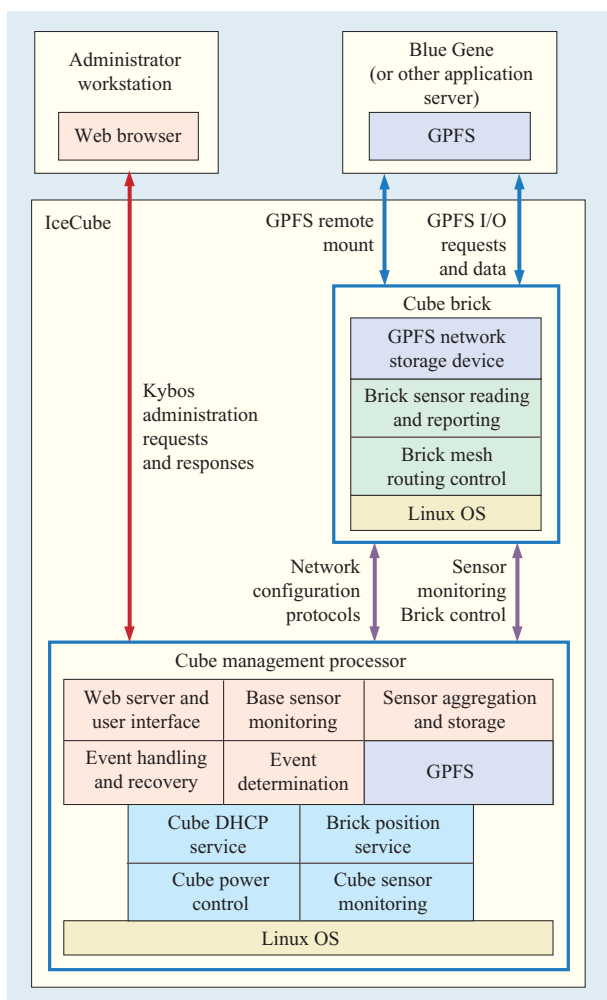 Administrator
workstation
Web browser
Blue Gene
(or other application
server)
GPFS
IceCube
GPFS remote
mount
GPFS I/O
requests
and data
Cube brick
GPFS network
storage device
Brick sensor reading
and reporting
Brick mesh
routing control
Linux OS
Kybos
administration
requests
and responses
Network
configuration
protocols
Sensor
monitoring
Brick control
Cube management processor
Web server and
user interface
Base sensor
monitoring
Sensor aggregation
and storage
Event handling
and recovery
Event
determination
GPFS
Cube DHCP
service
Brick position
service
Cube power
control
Cube sensor
monitoring
Linux OS